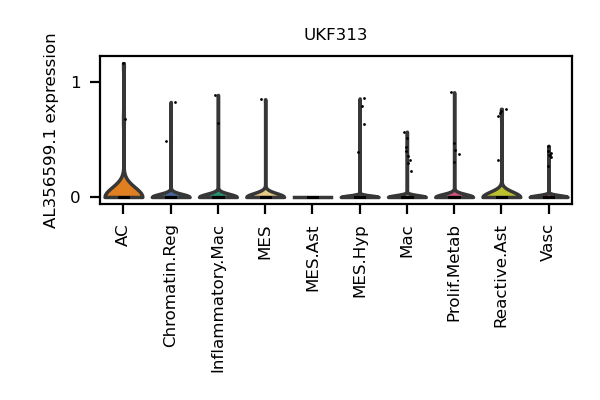 UKF313
AL356599.1 expression
1
0
AC
Chromatin.Reg
Inflammatory.Mac
MES
MES.Ast
MES.Hyp
Mac
Prolif.Metab
Reactive.Ast
Vasc